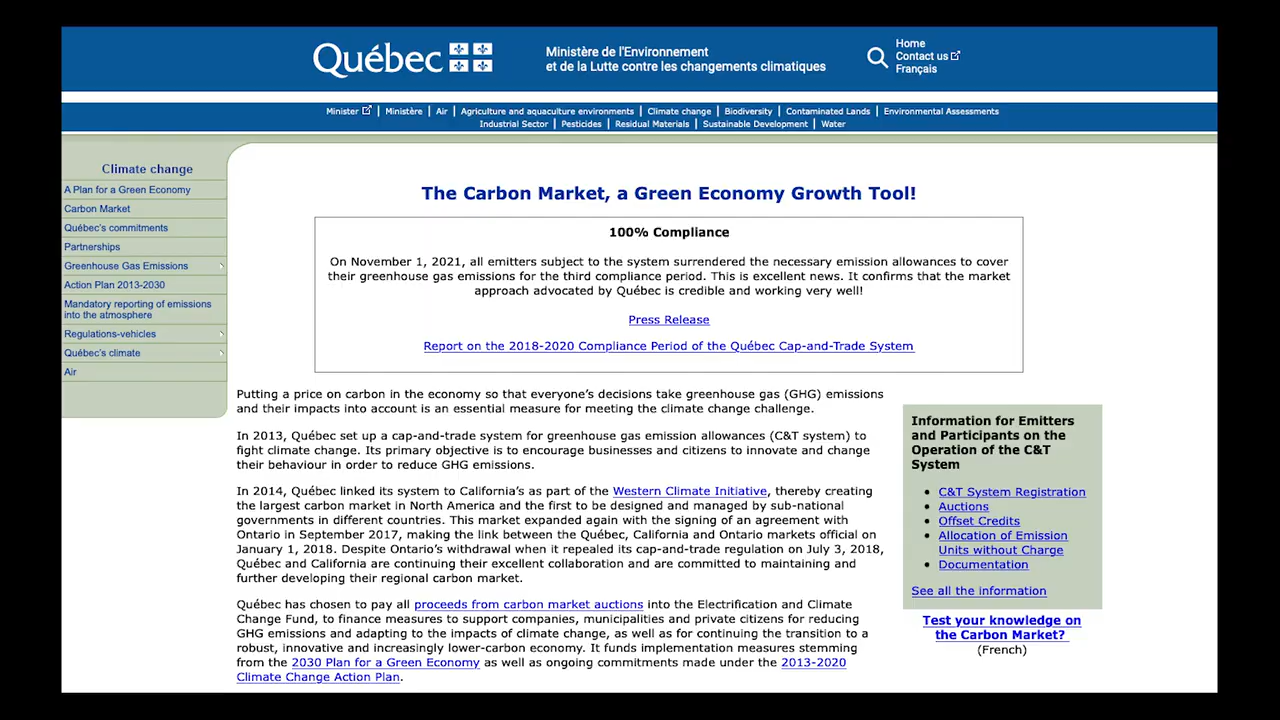 Québec
Ministère de l'Environnement
et de la Lutte contre les changements climatiques
Home
Contact us
Français
Minister | Ministère | Air | Agriculture and aquaculture environments | Climate change | Biodiversity | Contaminated Lands | Environmental Assessments
Industrial Sector | Pesticides | Residual Materials | Sustainable Development | Water
Climate change
A Plan for a Green Economy
Carbon Market
Québec's commitments
Partnerships
Greenhouse Gas Emissions
Action Plan 2013-2030
Mandatory reporting of emissions
into the atmosphere
Regulations-vehicles
Québec's climate
Air
The Carbon Market, a Green Economy Growth Tool!
100% Compliance
On November 1, 2021, all emitters subject to the system surrendered the necessary emission allowances to cover
their greenhouse gas emissions for the third compliance period. This is excellent news. It confirms that the market
approach advocated by Québec is credible and working very well!
Press Release
Report on the 2018-2020 Compliance Period of the Québec Cap-and-Trade System
Putting a price on carbon in the economy so that everyone's decisions take greenhouse gas (GHG) emissions
and their impacts into account is an essential measure for meeting the climate change challenge.
In 2013, Québec set up a cap-and-trade system for greenhouse gas emission allowances (C&T system) to
fight climate change. Its primary objective is to encourage businesses and citizens to innovate and change
their behaviour in order to reduce GHG emissions.
In 2014, Québec linked its system to California's as part of the Western Climate Initiative, thereby creating
the largest carbon market in North America and the first to be designed and managed by sub-national
governments in different countries. This market expanded again with the signing of an agreement with
Ontario in September 2017, making the link between the Québec, California and Ontario markets official on
January 1, 2018. Despite Ontario's withdrawal when it repealed its cap-and-trade regulation on July 3, 2018,
Québec and California are continuing their excellent collaboration and are committed to maintaining and
further developing their regional carbon market.
Québec has chosen to pay all proceeds from carbon market auctions into the Electrification and Climate
Change Fund, to finance measures to support companies, municipalities and private citizens for reducing
GHG emissions and adapting to the impacts of climate change, as well as for continuing the transition to a
robust, innovative and increasingly lower-carbon economy. It funds implementation measures stemming
from the 2030 Plan for a Green Economy as well as ongoing commitments made under the 2013-2020
Climate Change Action Plan.
Information for Emitters
and Participants on the
Operation of the C&T
System
C&T System Registration
Auctions
Offset Credits
Allocation of Emission
Units without Charge
Documentation
See all the information
Test your knowledge on
the Carbon Market?
(French)